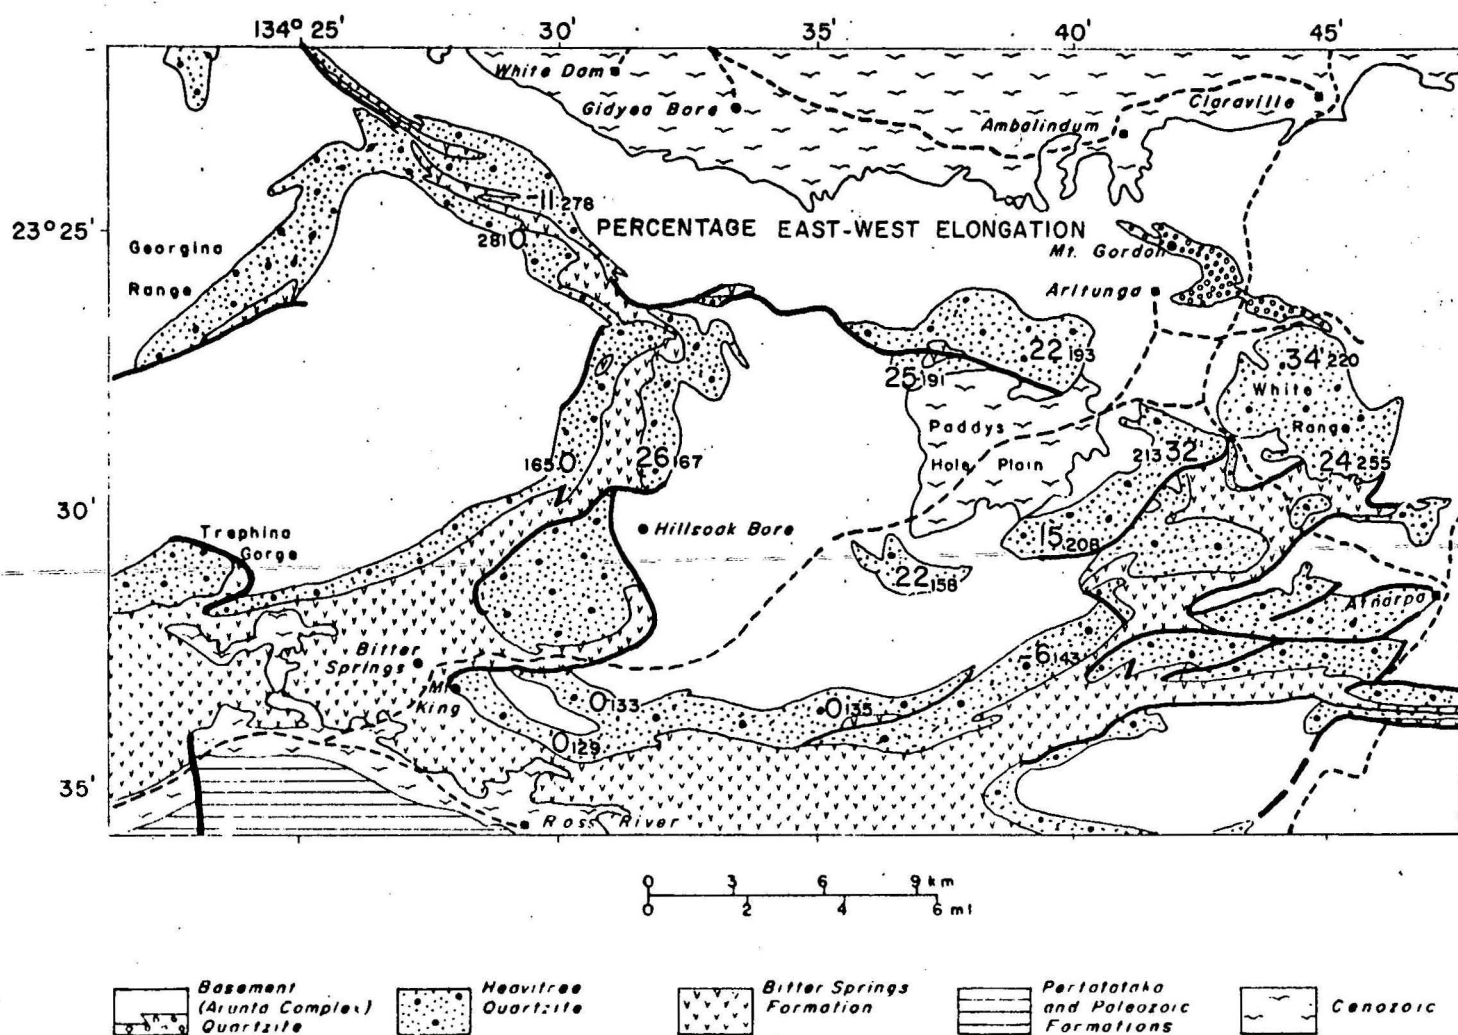 134° 25'
30'
35'
40'
45'
White Dam
Gidyea Bore
Claraville
Ambalindum
-11 278
23° 25'
281 0
PERCENTAGE EAST-WEST ELONGATION
Georgina
Range
Mt. Gordon
Arltunga
22 193
25 191
34 220
White
Range
Paddys
Hole Plain
165 0
26 167
213 32
24 255
30'
Trephina
Gorge
Hillsoak Bore
15 208
22 158
Atnarpa
Bitter
Springs
-6 143
Mt.
King
0 133
0 135
0 129
35'
Ross River
0 3 6 9 km
0 2 4 6 mi
Basement
(Arunta Complex)
Quartzite
Heavitree
Quartzite
Bitter Springs
Formation
Pertatataka
and Paleozoic
Formations
Cenozoic